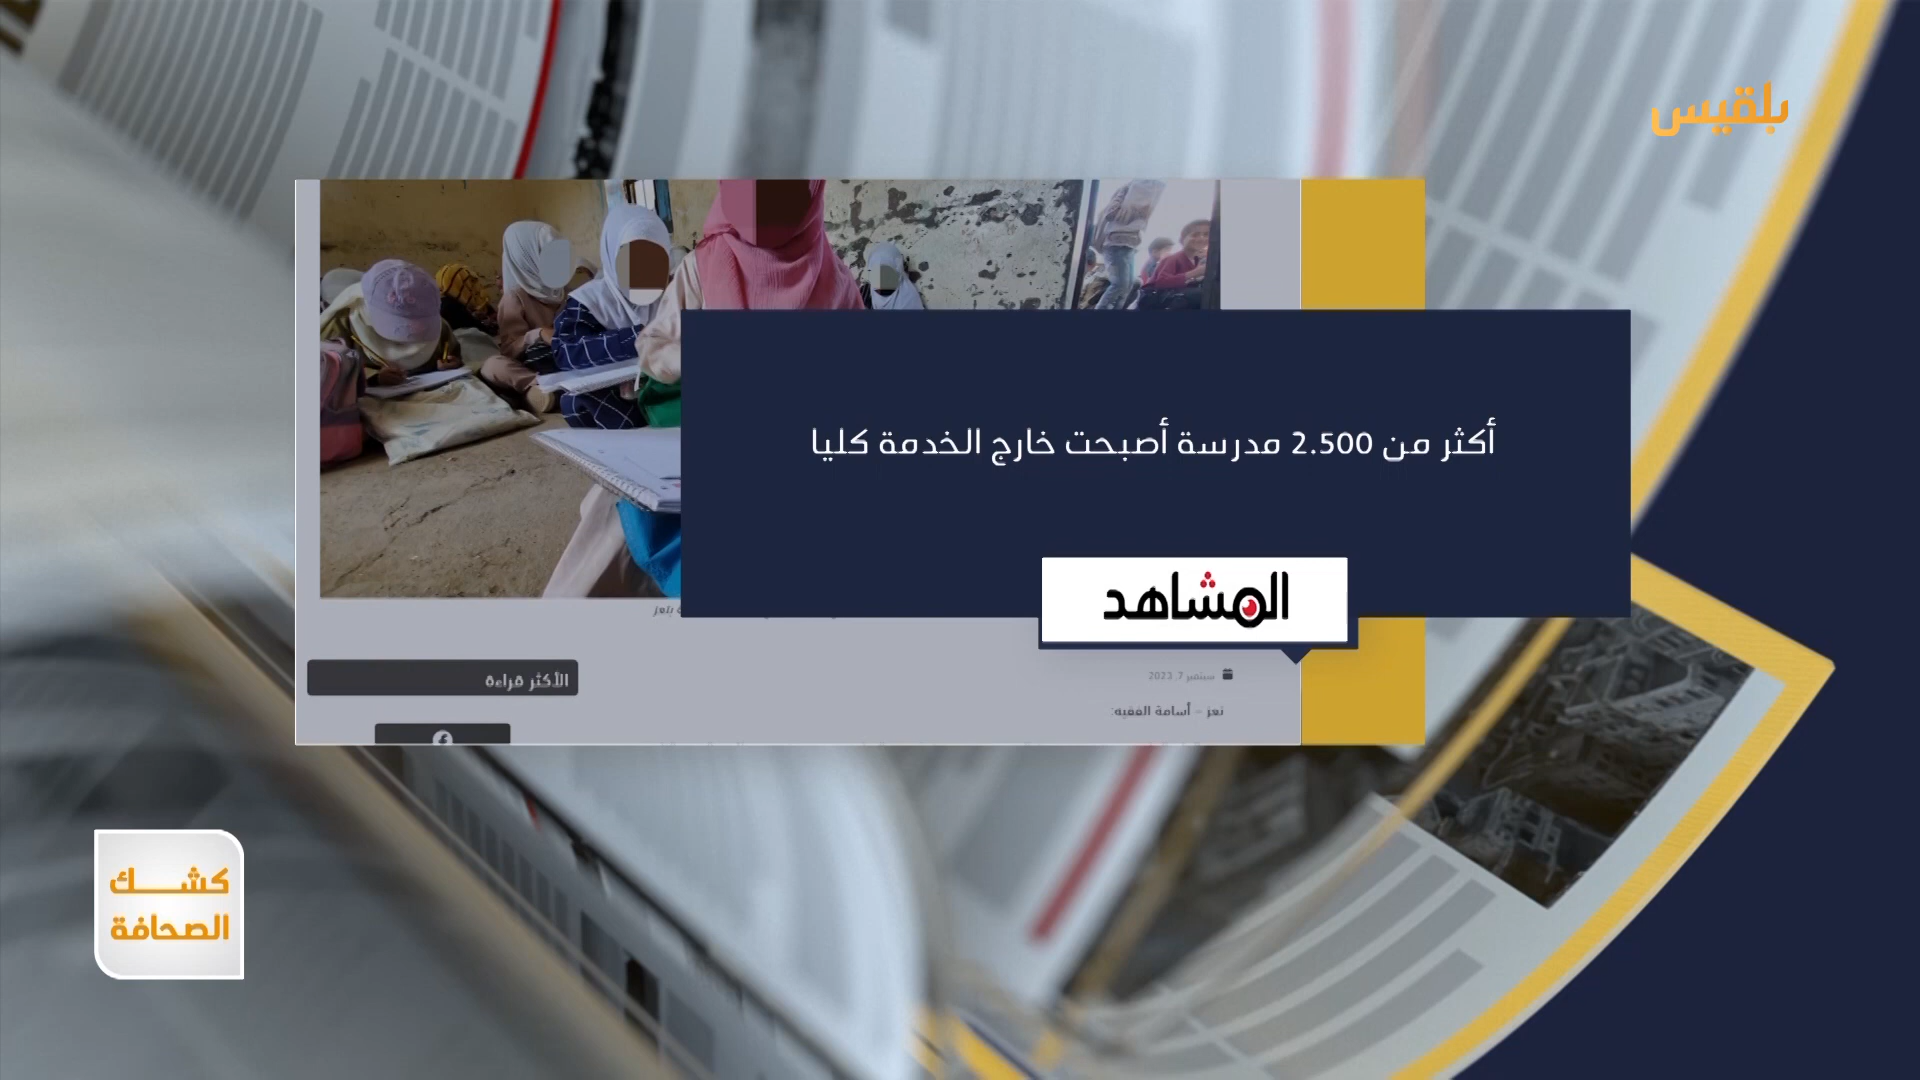 بلقيس
أكثر من 2.500 مدرسة أصبحت خارج الخدمة كليا
المشاهد
الأكثر قراءة
سبتمبر 7, 2023
تعز – أسامة الفقيه:
كشك
الصحافة